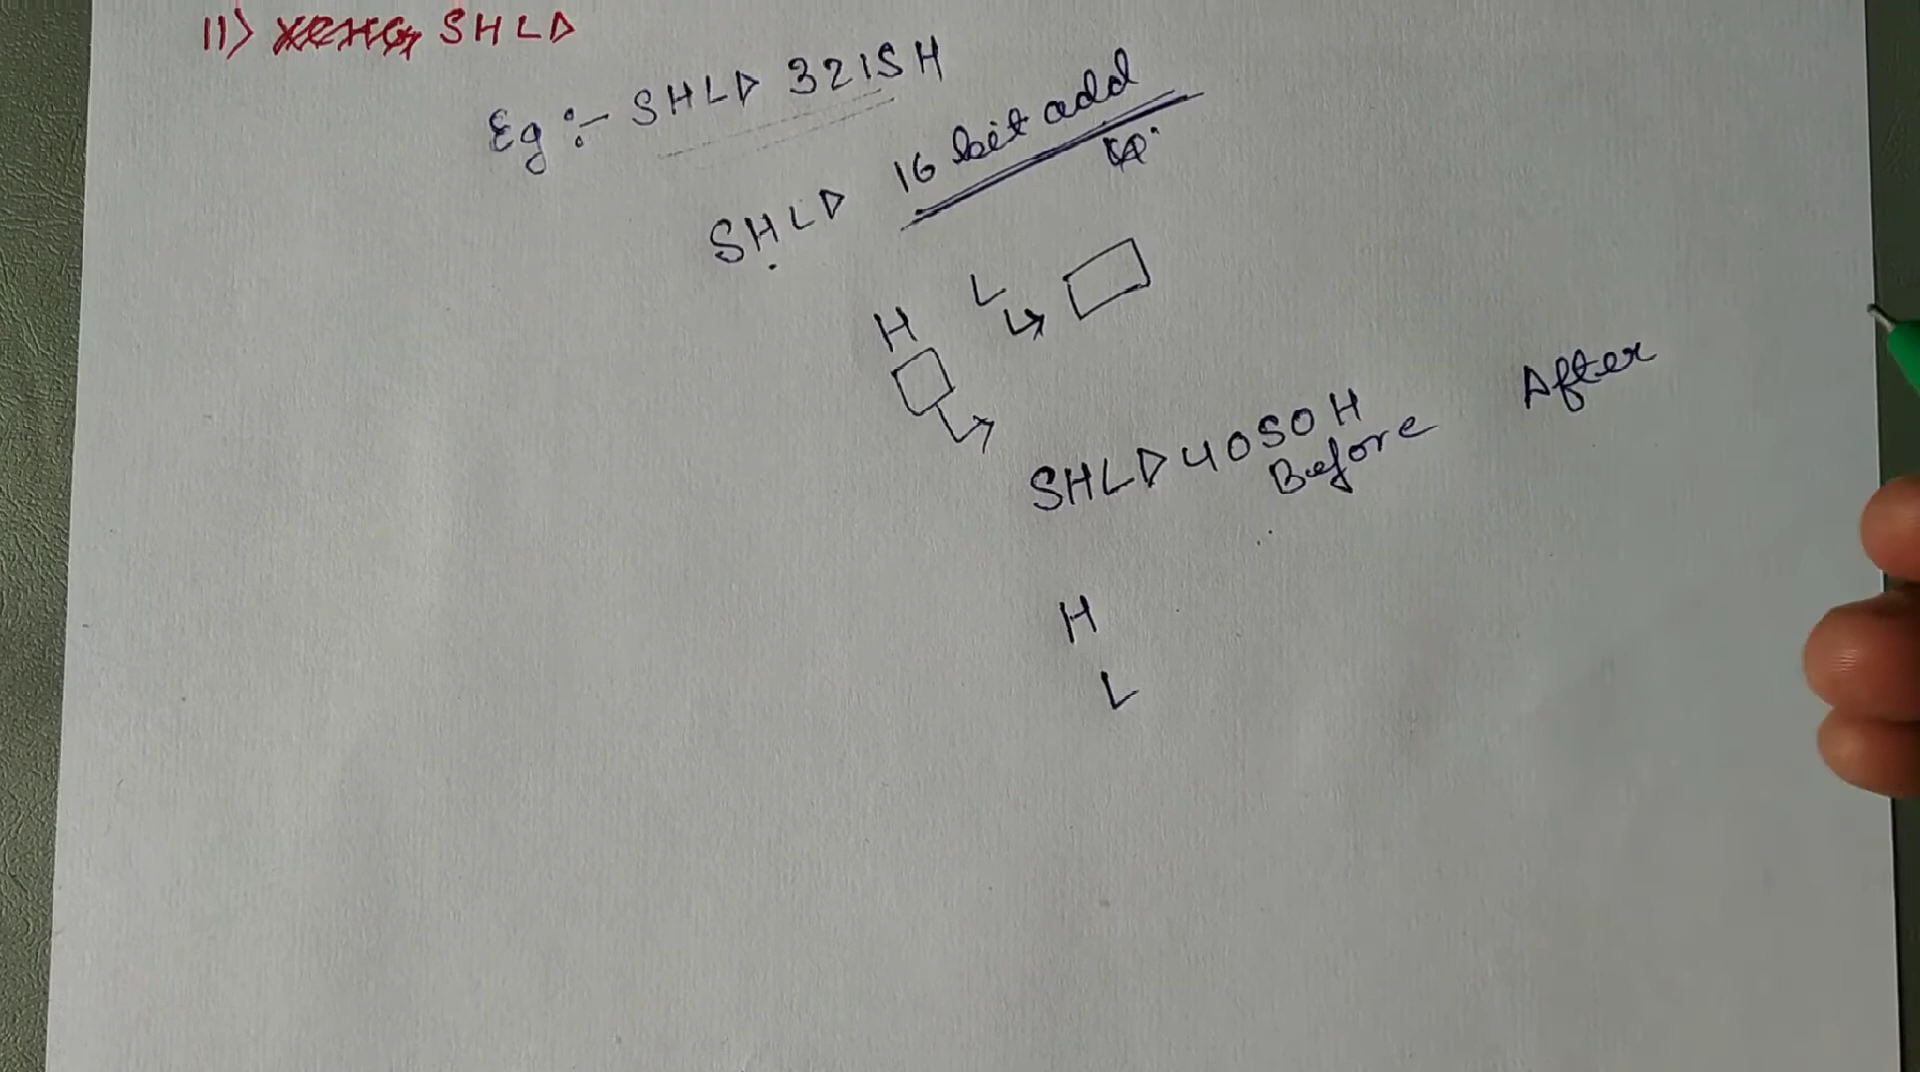 11) SHLD
Eg :- SHLD 3215H
SHLD 16 bit add
H L
SHLD 4050H
Before After
H
L